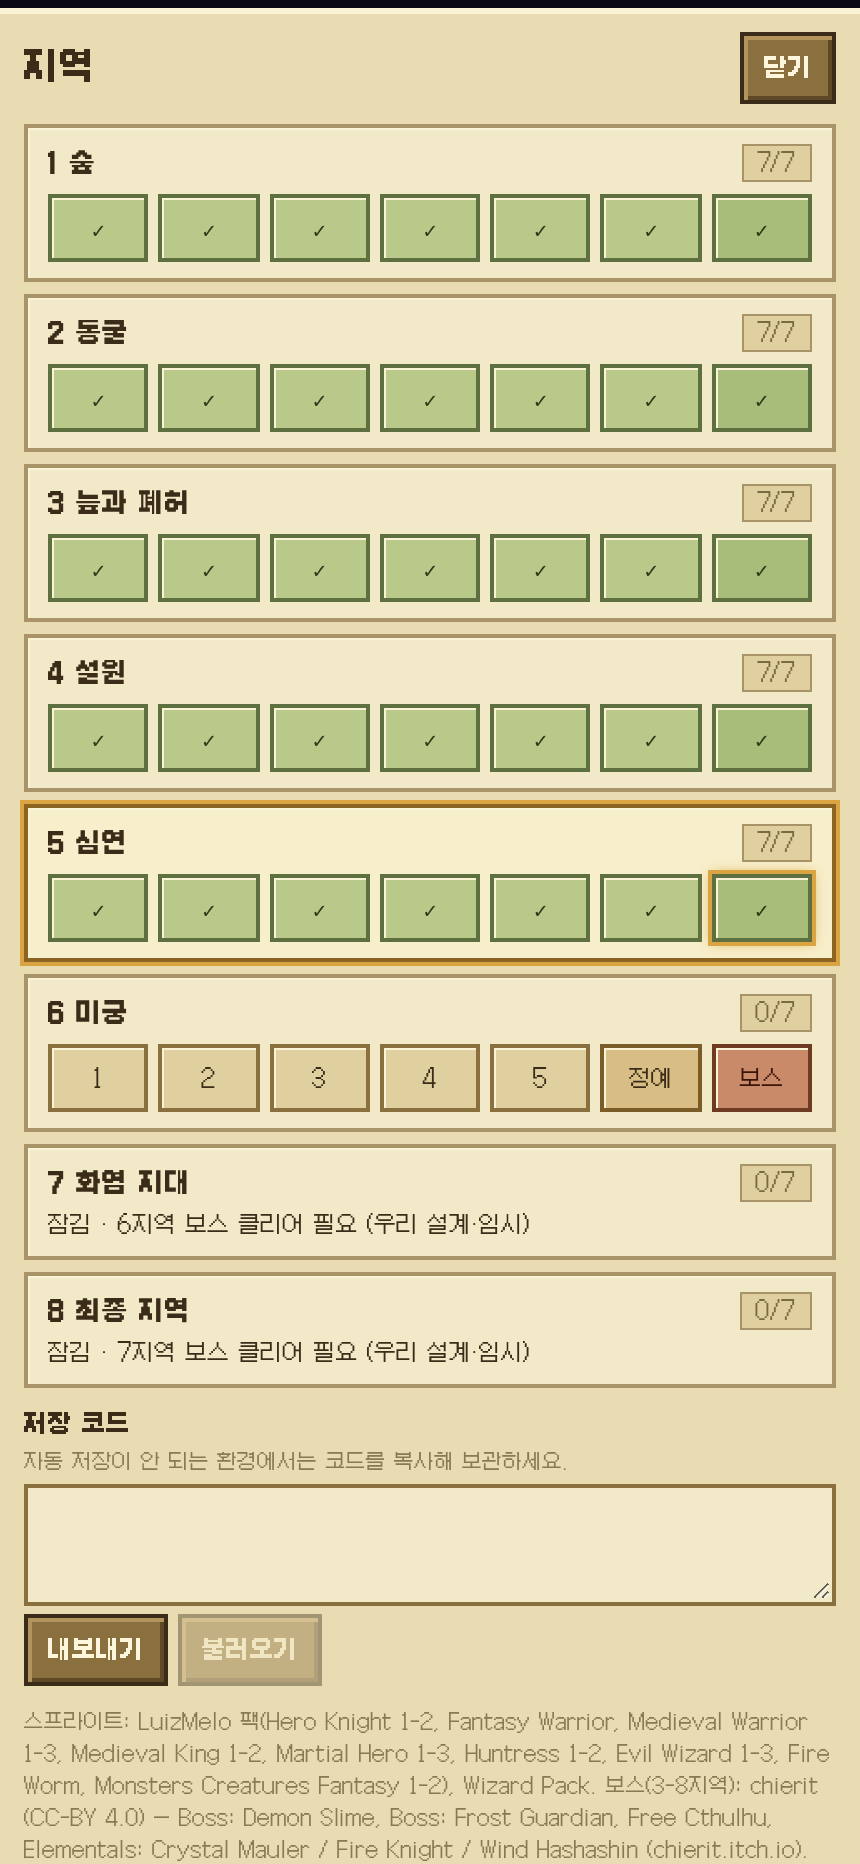 지역
닫기
1 숲
7/7
✓ ✓ ✓ ✓ ✓ ✓ ✓
2 동굴
7/7
✓ ✓ ✓ ✓ ✓ ✓ ✓
3 늪과 폐허
7/7
✓ ✓ ✓ ✓ ✓ ✓ ✓
4 설원
7/7
✓ ✓ ✓ ✓ ✓ ✓ ✓
5 심연
7/7
✓ ✓ ✓ ✓ ✓ ✓ ✓
6 미궁
0/7
1 2 3 4 5 정예 보스
7 화염 지대
0/7
잠김 · 6지역 보스 클리어 필요 (우리 설계·임시)
8 최종 지역
0/7
잠김 · 7지역 보스 클리어 필요 (우리 설계·임시)
저장 코드
자동 저장이 안 되는 환경에서는 코드를 복사해 보관하세요.
내보내기 불러오기
스프라이트: LuizMelo 팩(Hero Knight 1-2, Fantasy Warrior, Medieval Warrior
1-3, Medieval King 1-2, Martial Hero 1-3, Huntress 1-2, Evil Wizard 1-3, Fire
Worm, Monsters Creatures Fantasy 1-2), Wizard Pack. 보스(3-8지역): chierit
(CC-BY 4.0) — Boss: Demon Slime, Boss: Frost Guardian, Free Cthulhu,
Elementals: Crystal Mauler / Fire Knight / Wind Hashashin (chierit.itch.io).